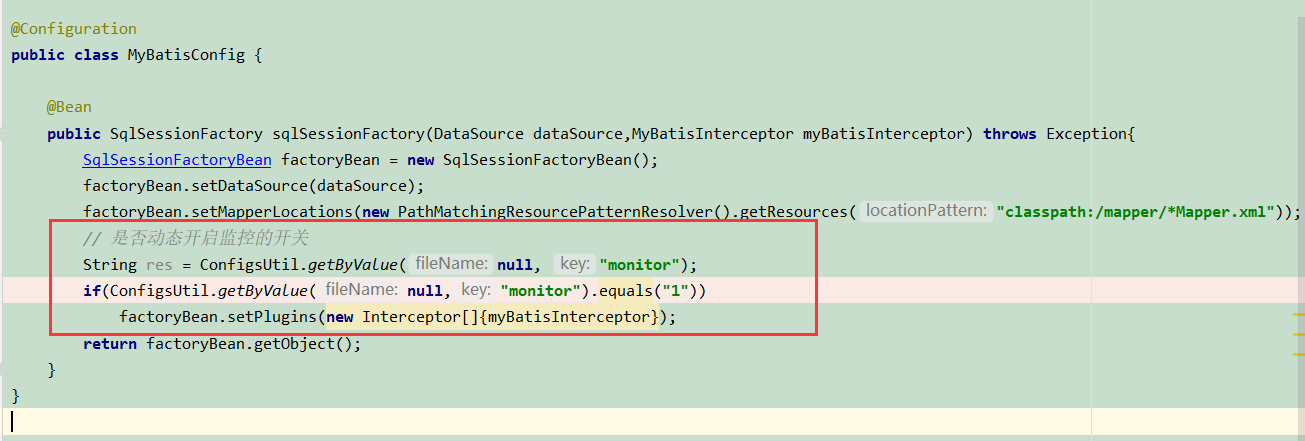 @Configuration
public class MyBatisConfig {
@Bean
public SqlSessionFactory sqlSessionFactory(DataSource dataSource,MyBatisInterceptor myBatisInterceptor) throws Exception{
SqlSessionFactoryBean factoryBean = new SqlSessionFactoryBean();
factoryBean.setDataSource(dataSource);
factoryBean.setMapperLocations(new PathMatchingResourcePatternResolver().getResources( locationPattern: "classpath:/mapper/*Mapper.xml"));
// 是否动态开启监控的开关
String res = ConfigsUtil.getByValue( fileName: null, key: "monitor");
if(ConfigsUtil.getByValue( fileName: null, key: "monitor").equals("1"))
factoryBean.setPlugins(new Interceptor[]{myBatisInterceptor});
return factoryBean.getObject();
}
}